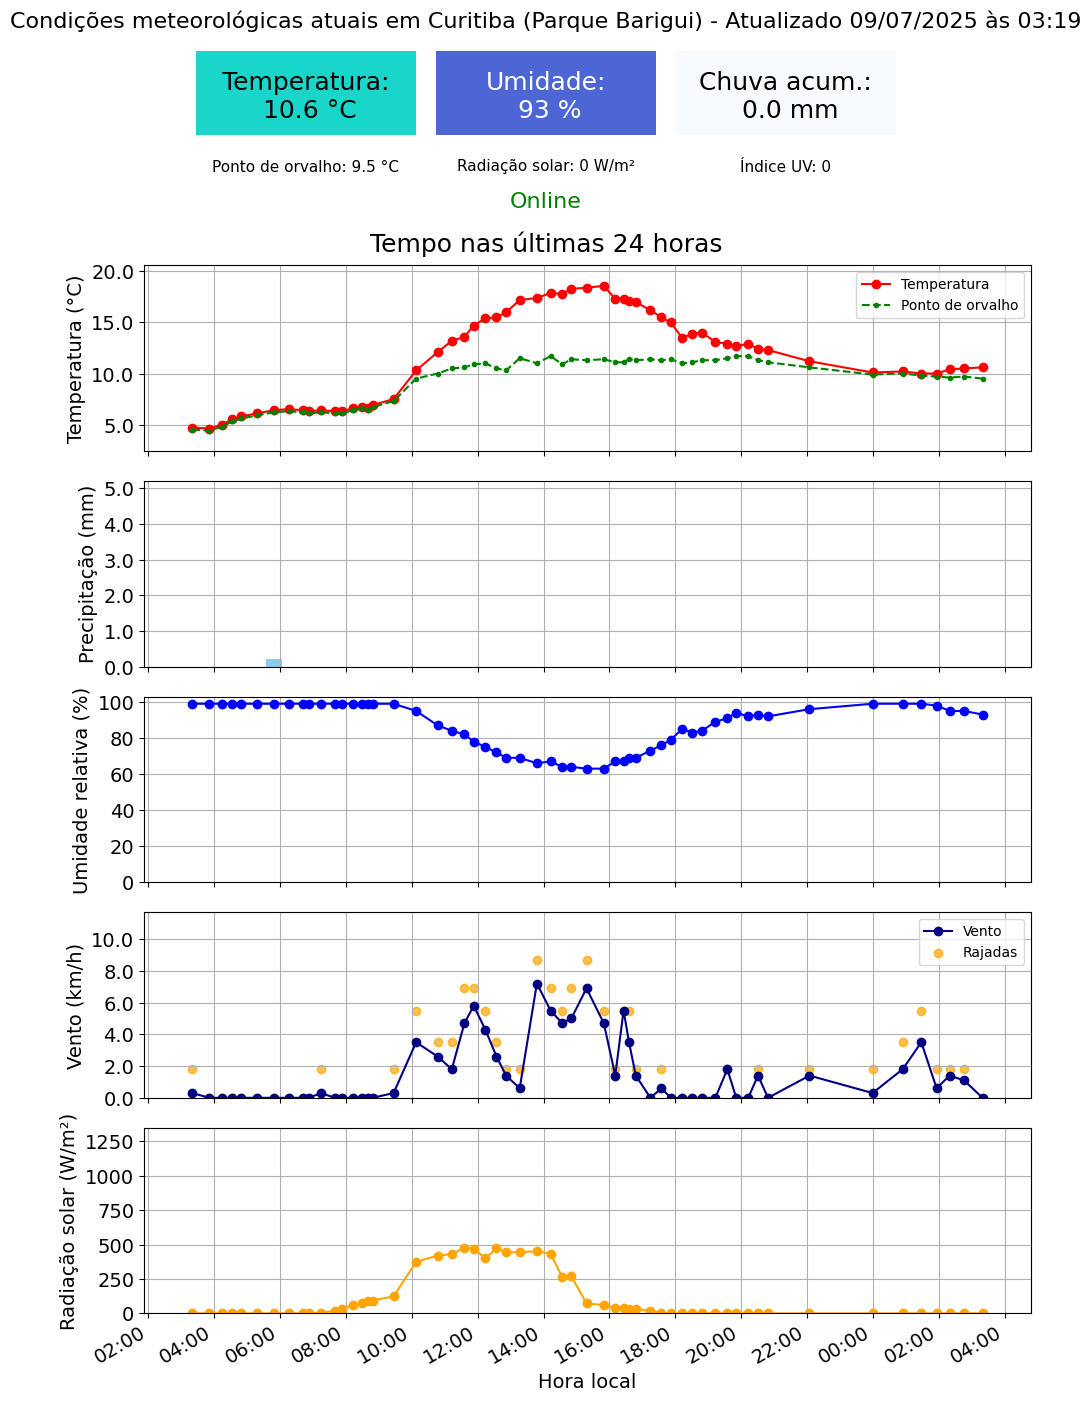 Condições meteorológicas atuais em Curitiba (Parque Barigui) - Atualizado 09/07/2025 às 03:19
Temperatura:
10.6 °C
Umidade:
93 %
Chuva acum.:
0.0 mm
Ponto de orvalho: 9.5 °C
Radiação solar: 0 W/m²
Índice UV: 0
Online
Tempo nas últimas 24 horas
Temperatura (°C)
20.0
15.0
10.0
5.0
Temperatura
Ponto de orvalho
Precipitação (mm)
5.0
4.0
3.0
2.0
1.0
0.0
Umidade relativa (%)
100
80
60
40
20
0
Vento (km/h)
10.0
8.0
6.0
4.0
2.0
0.0
Vento
Rajadas
Radiação solar (W/m²)
1250
1000
750
500
250
0
02:00
04:00
06:00
08:00
10:00
12:00
14:00
16:00
18:00
20:00
22:00
00:00
02:00
04:00
Hora local